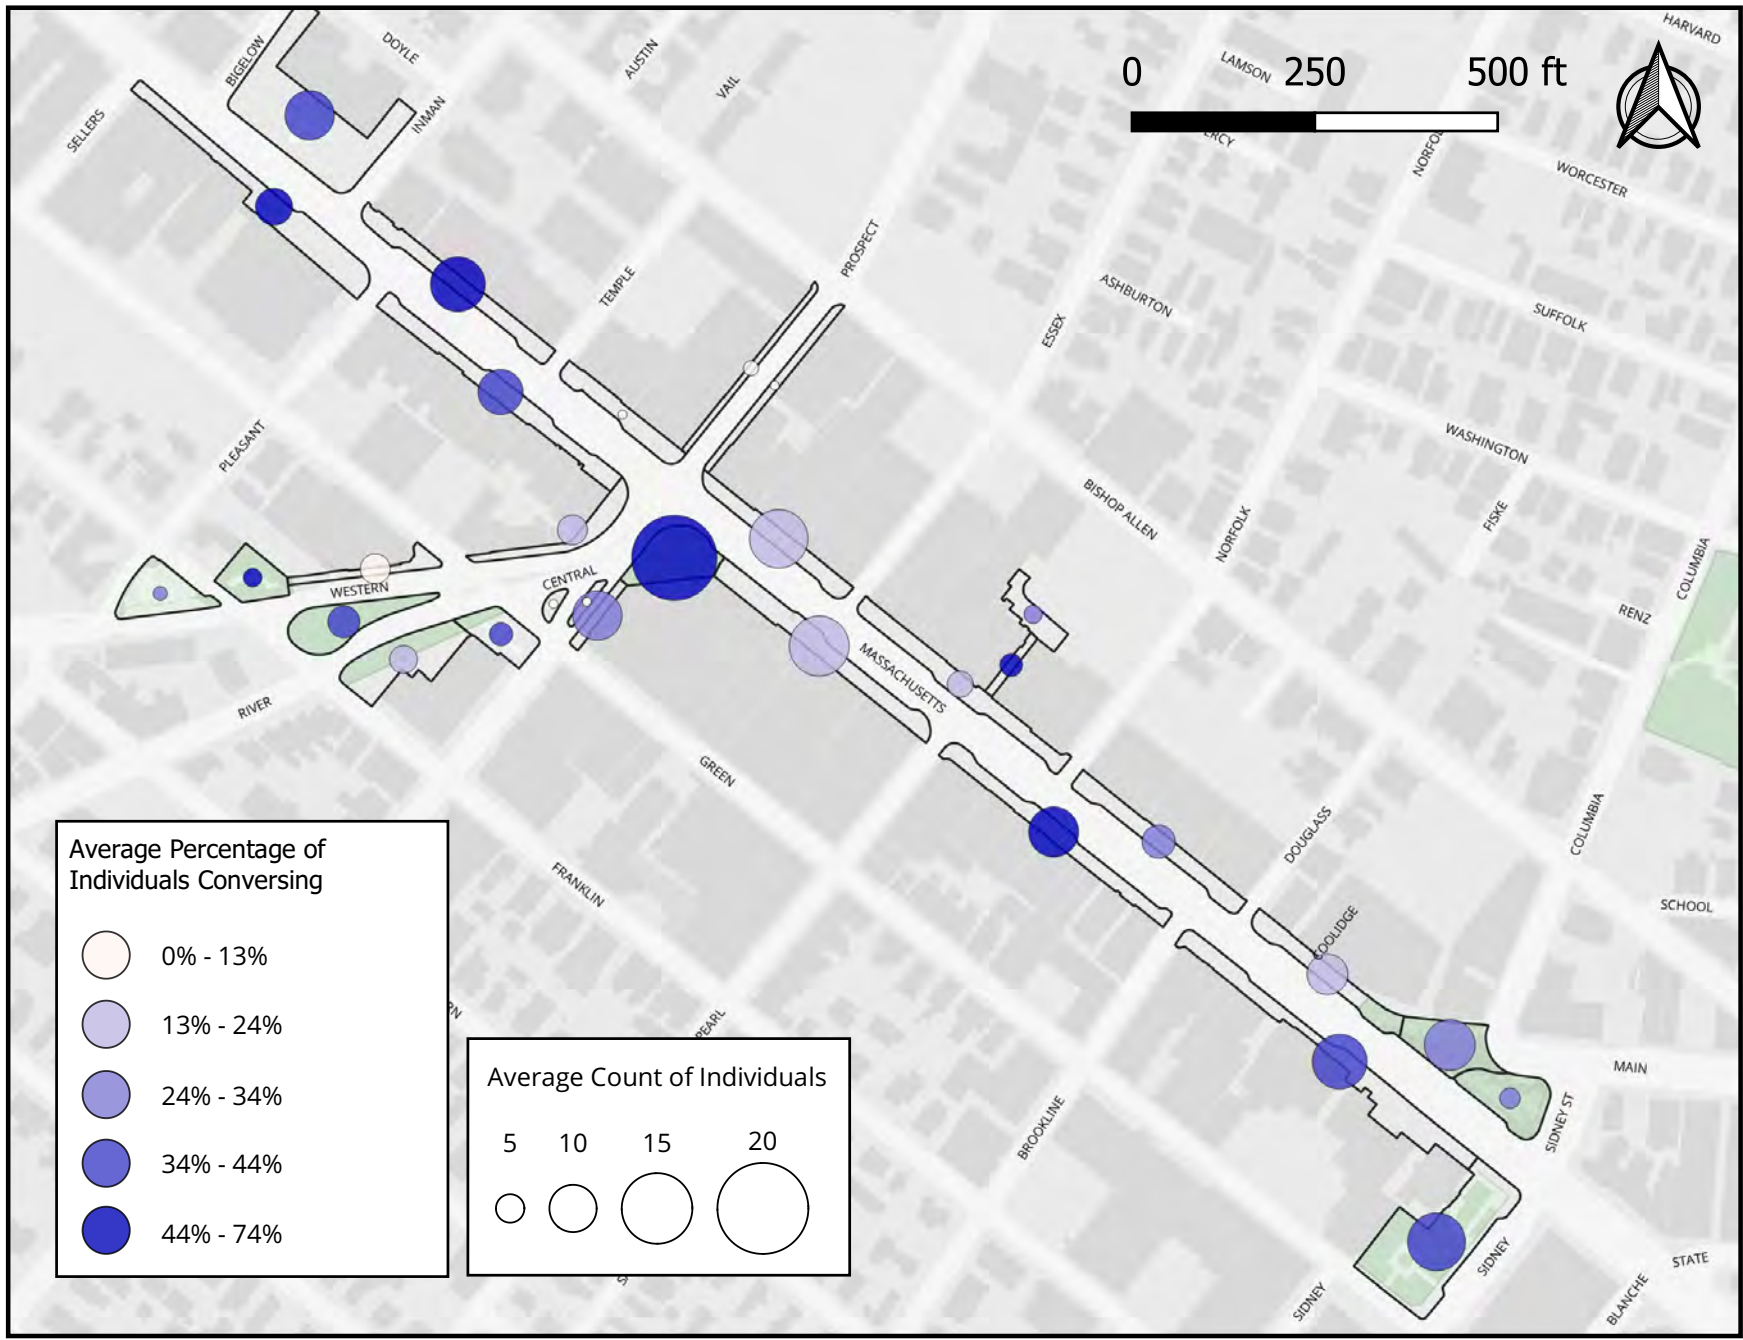 HARVARD
DOYLE
BIGELOW
AUSTIN
LAMSON
0 250 500 ft
VAIL
INMAN
SELLERS
WORCESTER
PROSPECT
TEMPLE
ASHBURTON
SUFFOLK
ESSEX
PLEASANT
WASHINGTON
BISHOP ALLEN
FISKE
NORFOLK
COLUMBIA
CENTRAL
WESTERN
RENZ
MASSACHUSETTS
RIVER
GREEN
COLUMBIA
DOUGLASS
FRANKLIN
SCHOOL
PEARL
MAIN
SIDNEY ST
BROOKLINE
SIDNEY
STATE
SIDNEY
BLANCHE
Average Percentage of
Individuals Conversing
0% - 13%
13% - 24%
24% - 34%
34% - 44%
44% - 74%
Average Count of Individuals
5 10 15 20